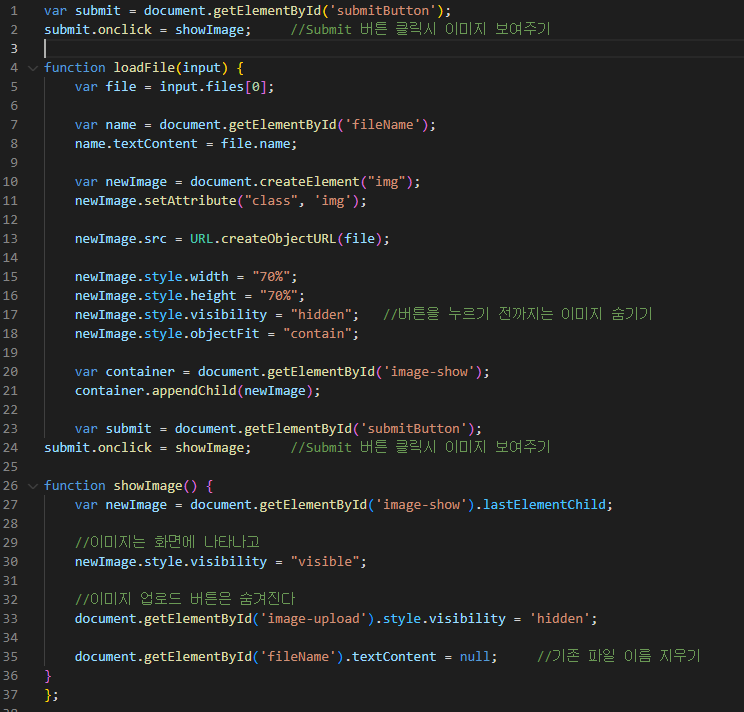 1 var submit = document.getElementById('submitButton');
2 submit.onclick = showImage;     //Submit 버튼 클릭시 이미지 보여주기
3
4 function loadFile(input) {
5     var file = input.files[0];
6
7     var name = document.getElementById('fileName');
8     name.textContent = file.name;
9
10     var newImage = document.createElement("img");
11     newImage.setAttribute("class", 'img');
12
13     newImage.src = URL.createObjectURL(file);
14
15     newImage.style.width = "70%";
16     newImage.style.height = "70%";
17     newImage.style.visibility = "hidden";   //버튼을 누르기 전까지는 이미지 숨기기
18     newImage.style.objectFit = "contain";
19
20     var container = document.getElementById('image-show');
21     container.appendChild(newImage);
22
23     var submit = document.getElementById('submitButton');
24 submit.onclick = showImage;     //Submit 버튼 클릭시 이미지 보여주기
25
26 function showImage() {
27     var newImage = document.getElementById('image-show').lastElementChild;
28
29     //이미지는 화면에 나타나고
30     newImage.style.visibility = "visible";
31
32     //이미지 업로드 버튼은 숨겨진다
33     document.getElementById('image-upload').style.visibility = 'hidden';
34
35     document.getElementById('fileName').textContent = null;     //기존 파일 이름 지우기
36 }
37 };